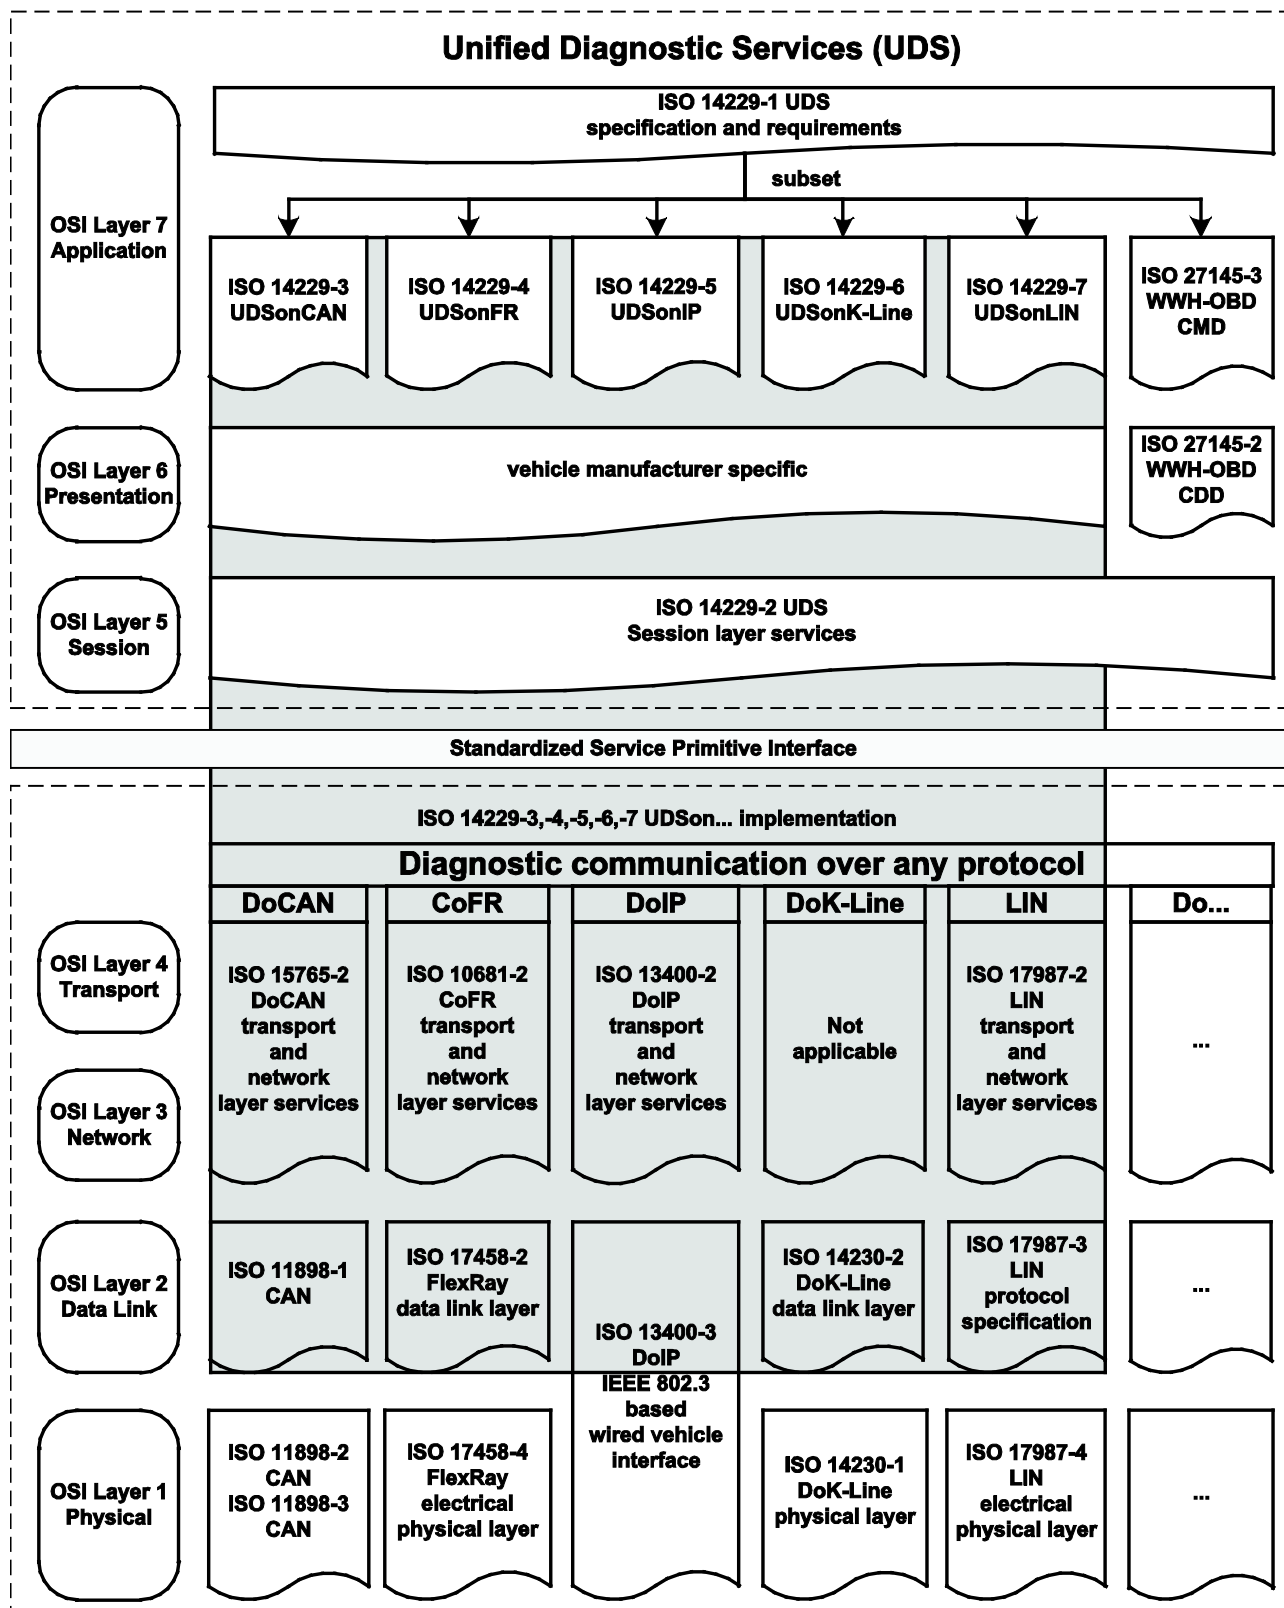 Unified Diagnostic Services (UDS)
ISO 14229-1 UDS
specification and requirements
subset
OSI Layer 7
Application
ISO 14229-3
UDSonCAN
ISO 14229-4
UDSonFR
ISO 14229-5
UDSonIP
ISO 14229-6
UDSonK-Line
ISO 14229-7
UDSonLIN
ISO 27145-3
WWH-OBD
CMD
OSI Layer 6
Presentation
vehicle manufacturer specific
ISO 27145-2
WWH-OBD
CDD
OSI Layer 5
Session
ISO 14229-2 UDS
Session layer services
Standardized Service Primitive Interface
ISO 14229-3,-4,-5,-6,-7 UDSon... implementation
Diagnostic communication over any protocol
DoCAN
CoFR
DoIP
DoK-Line
LIN
Do...
OSI Layer 4
Transport
OSI Layer 3
Network
ISO 15765-2
DoCAN
transport
and
network
layer services
ISO 10681-2
CoFR
transport
and
network
layer services
ISO 13400-2
DoIP
transport
and
network
layer services
Not
applicable
ISO 17987-2
LIN
transport
and
network
layer services
...
OSI Layer 2
Data Link
ISO 11898-1
CAN
ISO 17458-2
FlexRay
data link layer
ISO 13400-3
DoIP
IEEE 802.3
based
wired vehicle
interface
ISO 14230-2
DoK-Line
data link layer
ISO 17987-3
LIN
protocol
specification
...
OSI Layer 1
Physical
ISO 11898-2
CAN
ISO 11898-3
CAN
ISO 17458-4
FlexRay
electrical
physical layer
ISO 14230-1
DoK-Line
physical layer
ISO 17987-4
LIN
electrical
physical layer
...